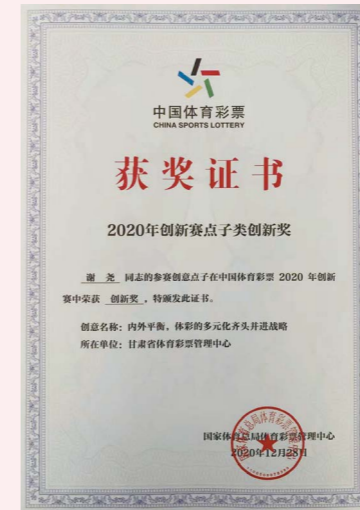 中国体育彩票
CHINA SPORTS LOTTERY
获奖证书
2020年创新赛点子类创新奖
谢 尧 同志的参赛创意点子在中国体育彩票 2020 年创新
赛中荣获 创新奖 ，特颁发此证书。
创意名称：内外平衡，体彩的多元化齐头并进战略
所在单位：甘肃省体育彩票管理中心
国家体育总局体育彩票管理中心
2020年12月28日